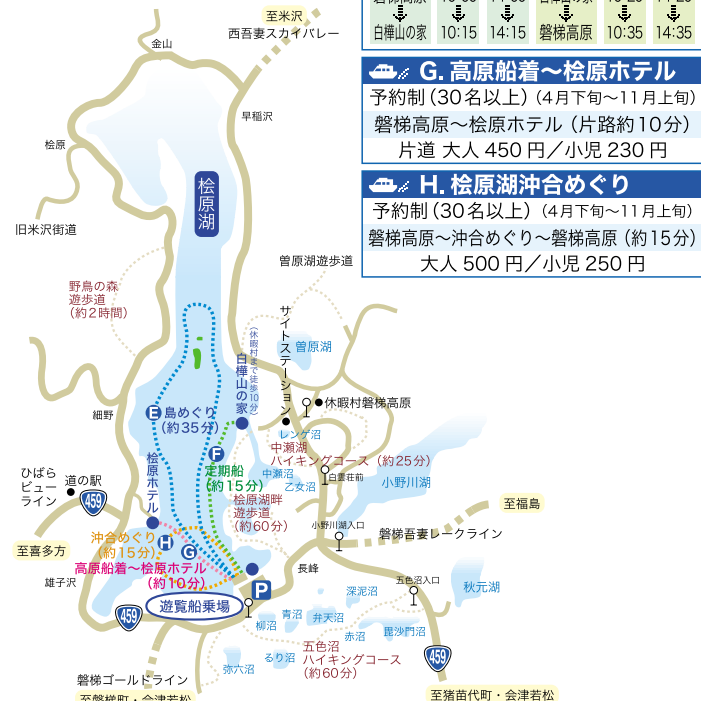 白樺山の家 10:15 14:15 磐梯高原 10:35 14:35
G. 高原船着～桧原ホテル
予約制（30名以上）（4月下旬～11月上旬）
磐梯高原～桧原ホテル（片路約10分）
片道 大人 450 円／小児 230 円
H. 桧原湖沖合めぐり
予約制（30名以上）（4月下旬～11月上旬）
磐梯高原～沖合めぐり～磐梯高原（約15分）
大人 500 円／小児 250 円
至米沢
西吾妻スカイバレー
金山
早稲沢
桧原
桧原湖
旧米沢街道
曽原湖遊歩道
野鳥の森
遊歩道
（約2時間）
サイトステーション
（休暇村まで徒歩10分）
白樺山の家
曽原湖
休暇村磐梯高原
細野
E 島めぐり
（約35分）
レンゲ沼
中瀬湖
ハイキングコース（約25分）
F
定期船
（約15分）
中瀬沼
白雲荘前
乙女沼
小野川湖
桧原ホテル
ひばら
ビュー
ライン
道の駅
459
桧原湖畔
遊歩道
（約60分）
至福島
小野川湖入口
磐梯吾妻レークライン
至喜多方
沖合めぐり
（約15分）
H
G
高原船着～桧原ホテル
（約10分）
雄子沢
長峰
P
遊覧船乗場
459
五色沼入口
秋元湖
深泥沼
青沼
弁天沼
柳沼
赤沼
毘沙門沼
五色沼
ハイキングコース
（約60分）
るり沼
弥六沼
459
磐梯ゴールドライン
至磐梯町・会津若松
至猪苗代町・会津若松